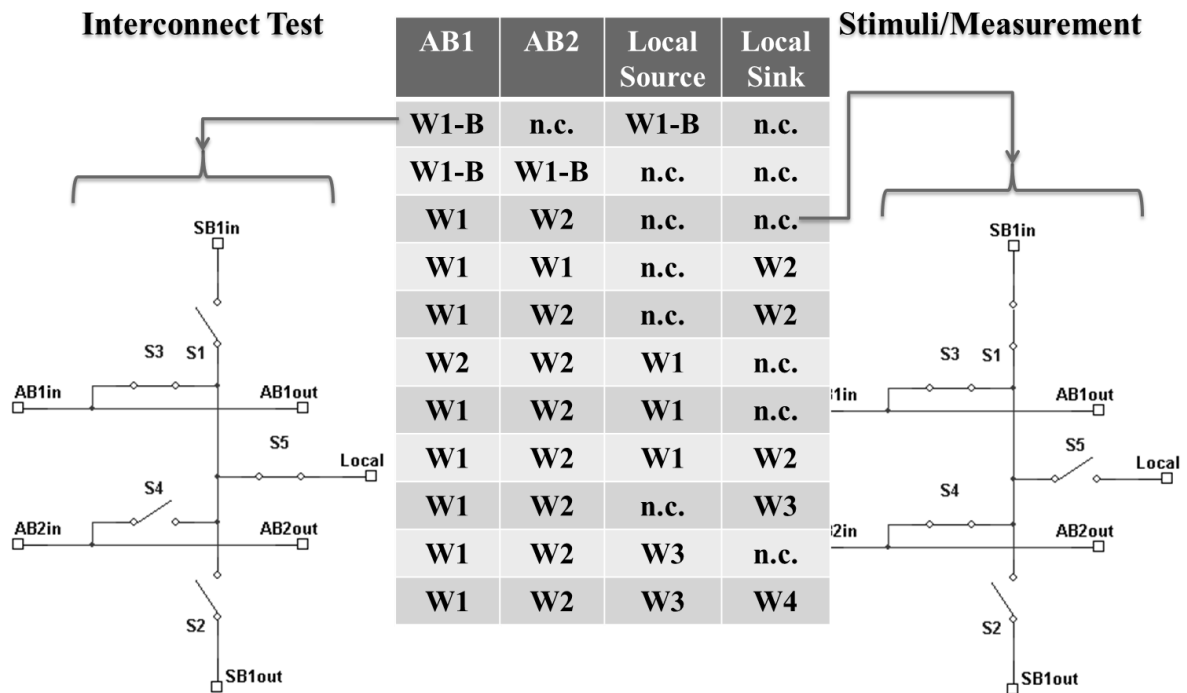 Interconnect Test
Stimuli/Measurement
AB1 AB2 Local Source Local Sink
W1-B n.c. W1-B n.c.
W1-B W1-B n.c. n.c.
W1 W2 n.c. n.c.
W1 W1 n.c. W2
W1 W2 n.c. W2
W2 W2 W1 n.c.
W1 W2 W1 n.c.
W1 W2 W1 W2
W1 W2 n.c. W3
W1 W2 W3 n.c.
W1 W2 W3 W4
SB1in
S3 S1
AB1in AB1out
S5
Local
S4
AB2in AB2out
S2
SB1out
SB1in
S3 S1
1in AB1out
S5
Local
S4
2in AB2out
S2
SB1out